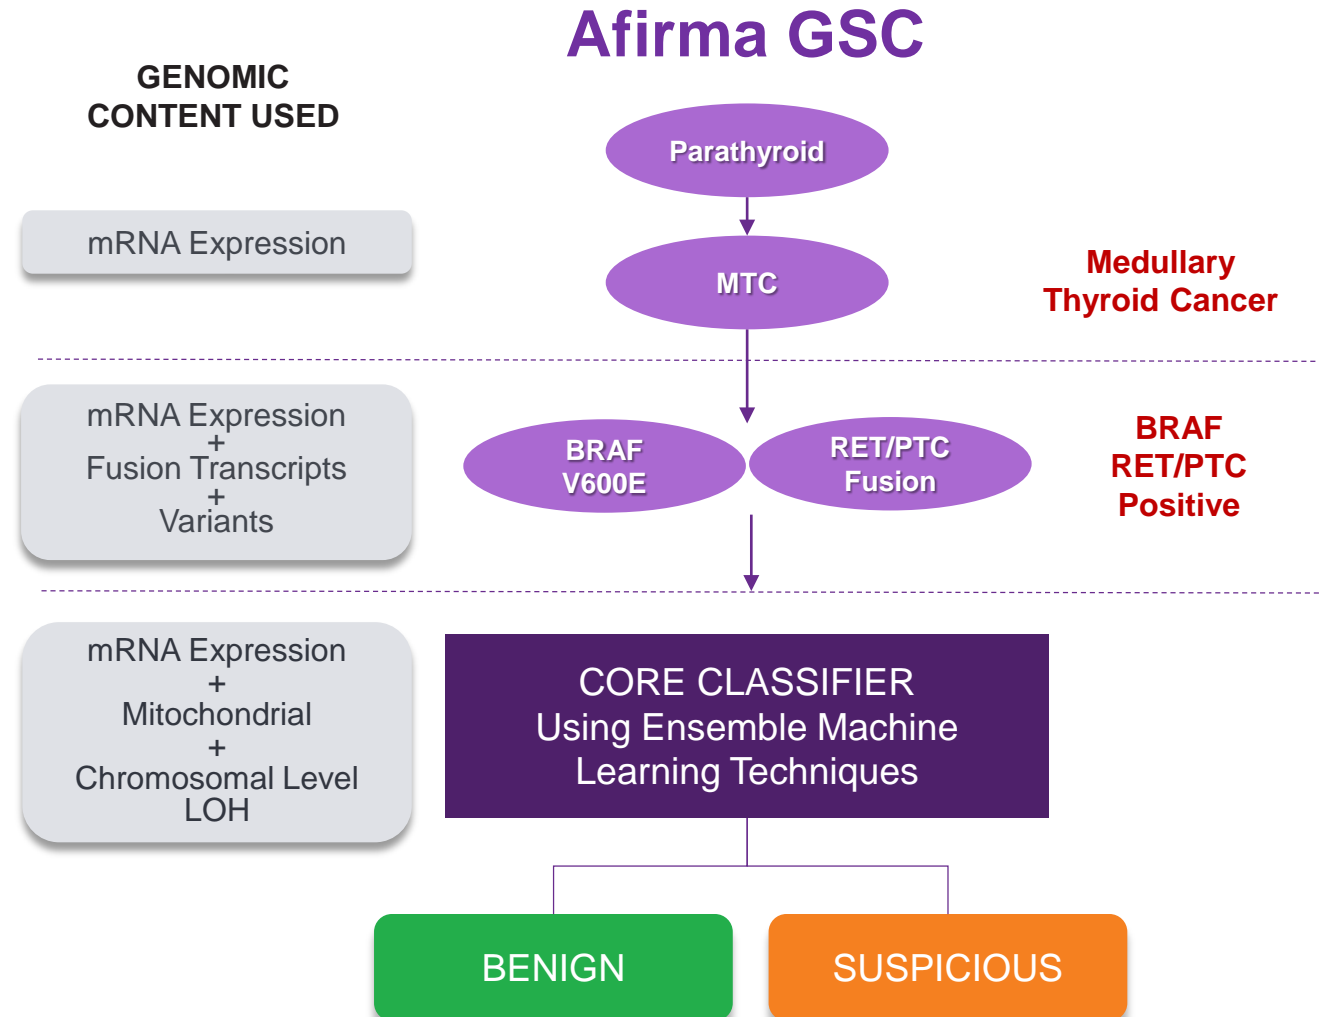 Afirma GSC
GENOMIC
CONTENT USED
Parathyroid
mRNA Expression
MTC
Medullary
Thyroid Cancer
mRNA Expression
+
Fusion Transcripts
+
Variants
BRAF
V600E
RET/PTC
Fusion
BRAF
RET/PTC
Positive
mRNA Expression
+
Mitochondrial
+
Chromosomal Level
LOH
CORE CLASSIFIER
Using Ensemble Machine
Learning Techniques
BENIGN
SUSPICIOUS